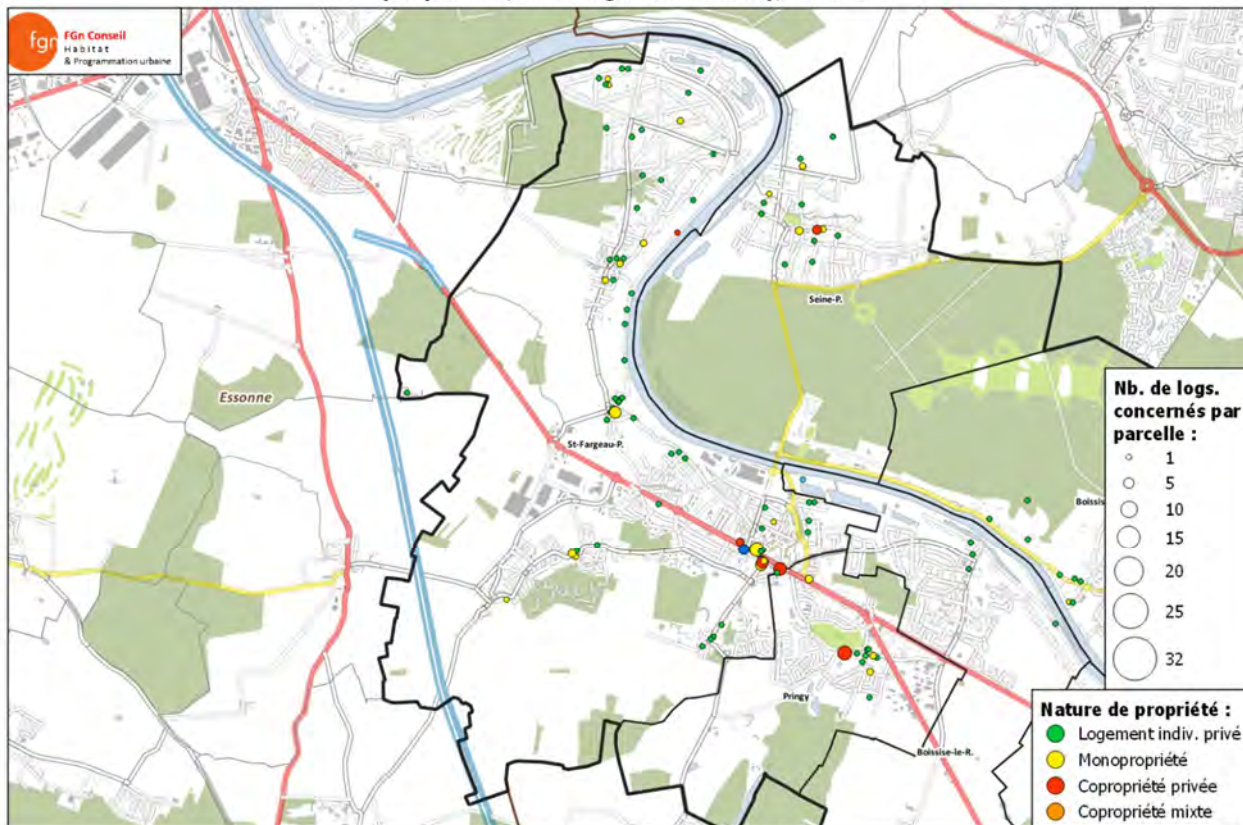 fgn
FGn Conseil
Habitat
& Programmation urbaine
Seine-P.
Essonne
St-Fargeau-P.
Boissis
Pringy
Boissise-le-R.
Nb. de logs.
concernés par
parcelle :
1
5
10
15
20
25
32
Nature de propriété :
Logement indiv. privé
Monopropriété
Copropriété privée
Copropriété mixte